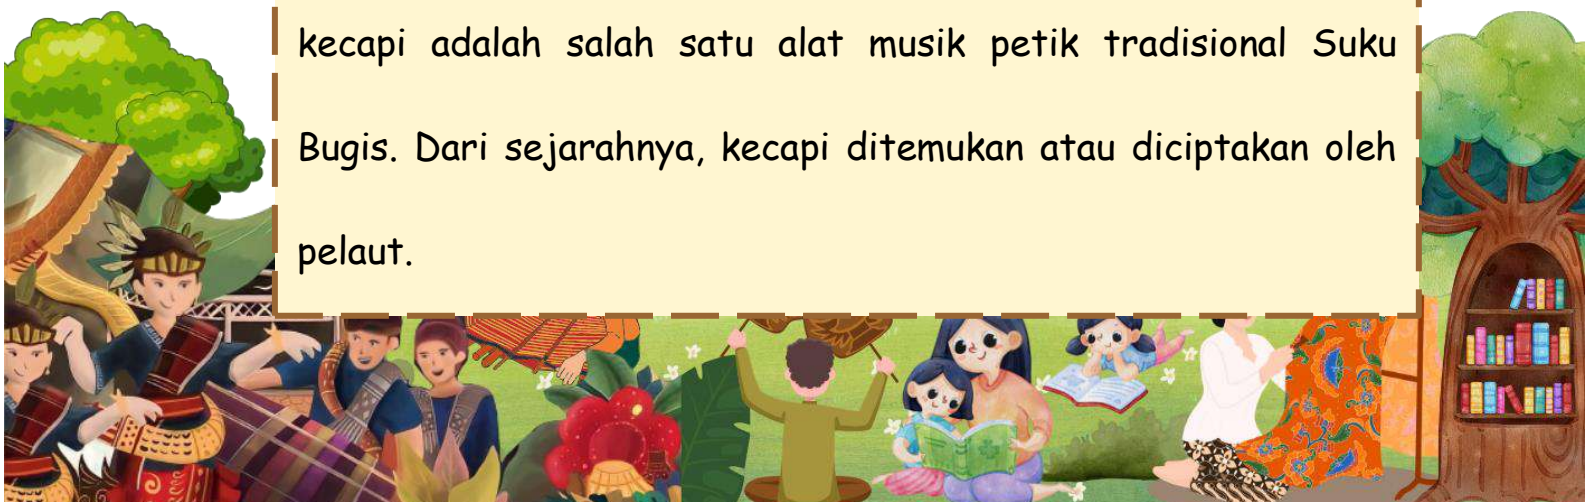 kecapi adalah salah satu alat musik petik tradisional Suku
Bugis. Dari sejarahnya, kecapi ditemukan atau diciptakan oleh
pelaut.